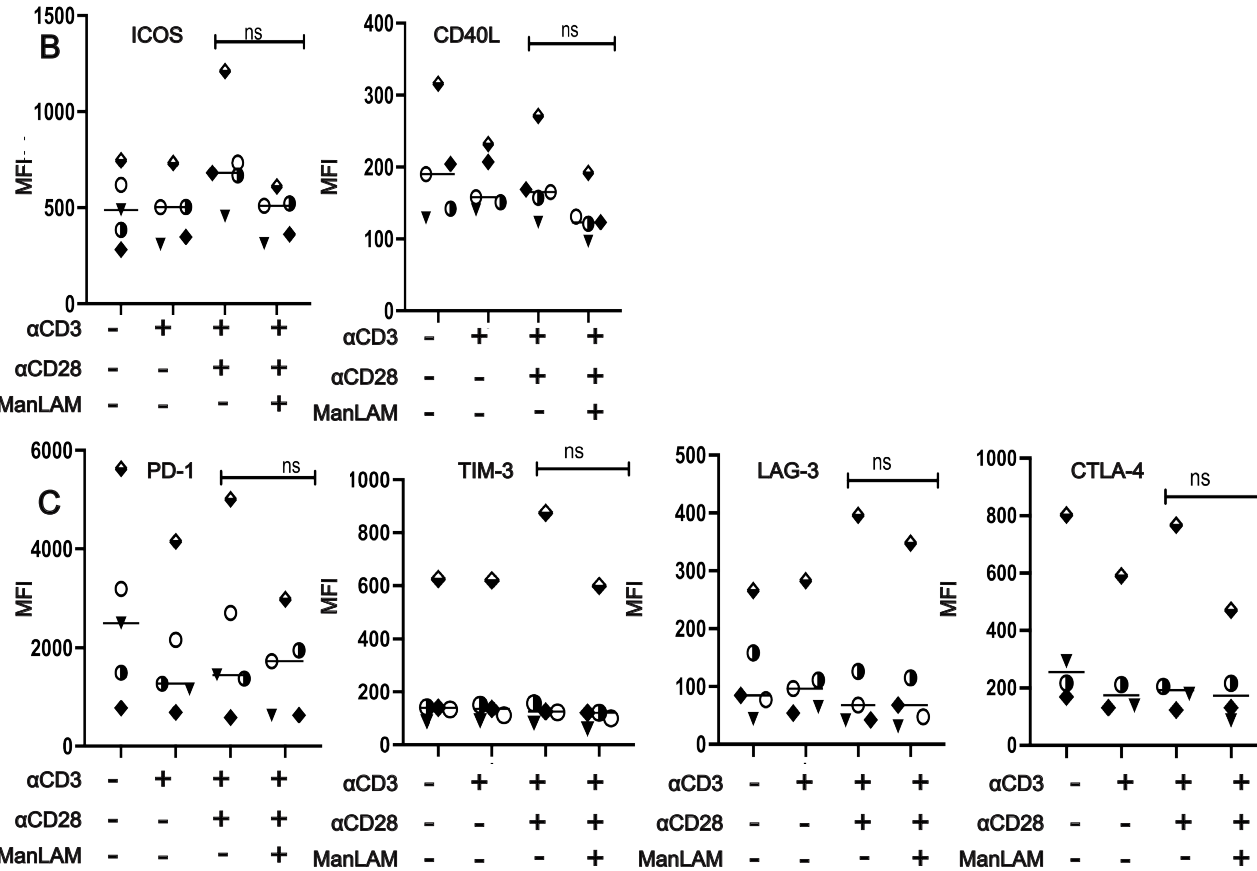 B
ICOS
ns
1500
1000
500
0
MFI
αCD3 - + + +
αCD28 - - + +
ManLAM - - - +
CD40L
ns
400
300
200
100
0
MFI
αCD3 - + + +
αCD28 - - + +
ManLAM - - - +
C
PD-1
ns
6000
4000
2000
0
MFI
αCD3 - + + +
αCD28 - - + +
ManLAM - - - +
TIM-3
ns
1000
800
600
400
200
0
MFI
αCD3 - + + +
αCD28 - - + +
ManLAM - - - +
LAG-3
ns
500
400
300
200
100
0
MFI
αCD3 - + + +
αCD28 - - + +
ManLAM - - - +
CTLA-4
ns
1000
800
600
400
200
0
MFI
αCD3 - + + +
αCD28 - - + +
ManLAM - - - +